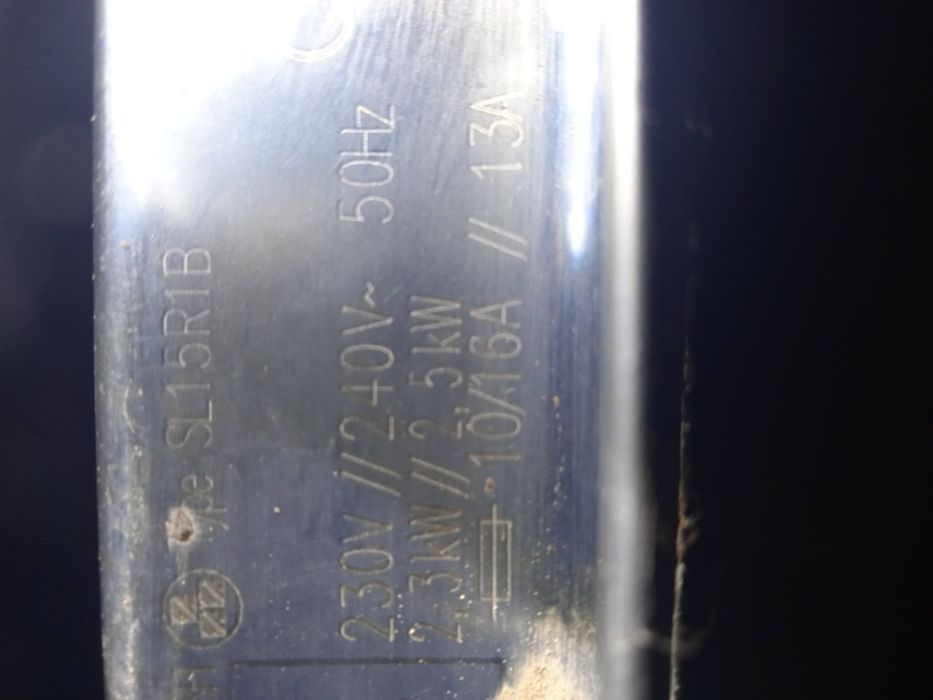 Type SL15R1B
230V // 240V~ 50Hz
2,3kW // 2,5kW
10/16A // 13A